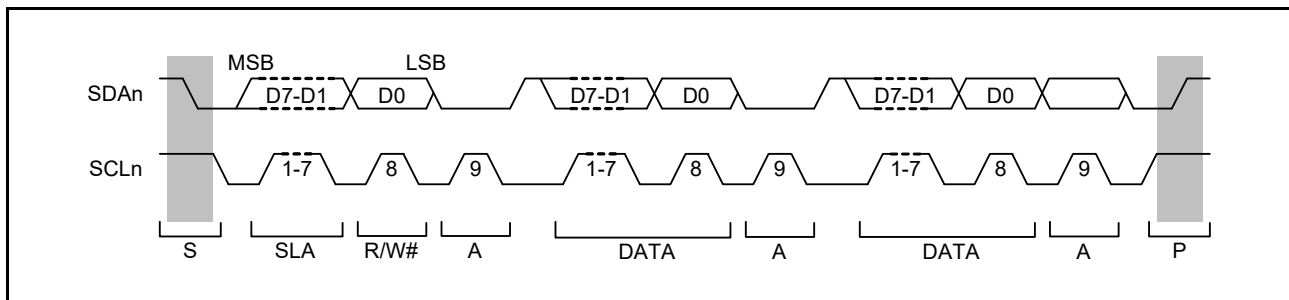 MSB LSB
SDAn D7-D1 D0 D7-D1 D0 D7-D1 D0
SCLn 1-7 8 9 1-7 8 9 1-7 8 9
S SLA R/W# A DATA A DATA A P